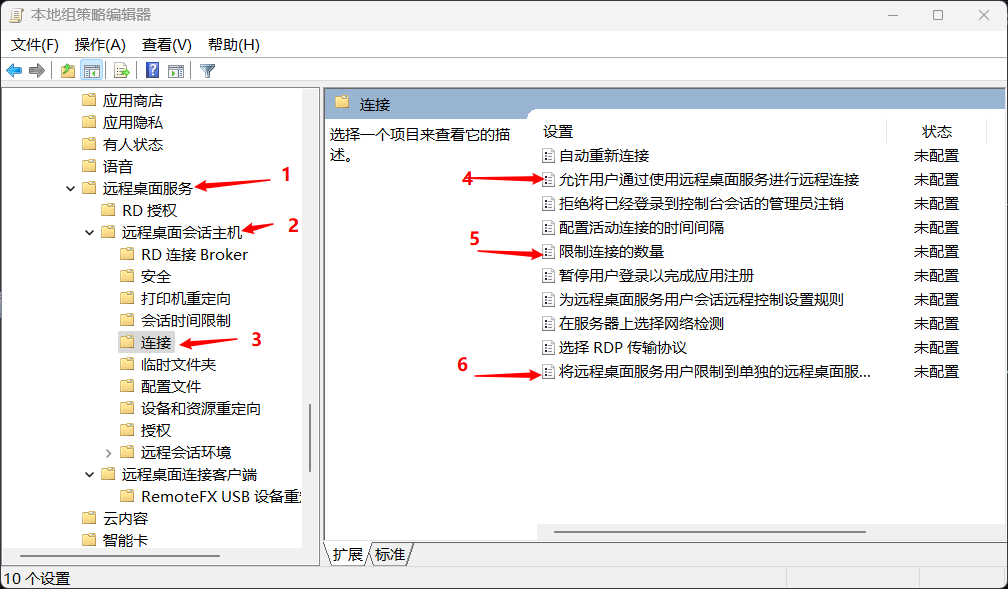 本地组策略编辑器
文件(F) 操作(A) 查看(V) 帮助(H)
应用商店
应用隐私
有人状态
语音
远程桌面服务 1
RD 授权
远程桌面会话主机 2
RD 连接 Broker
安全
打印机重定向
会话时间限制
连接 3
临时文件夹
配置文件
设备和资源重定向
授权
远程会话环境
远程桌面连接客户端
RemoteFX USB 设备重
云内容
智能卡
连接
选择一个项目来查看它的描
述。
设置 状态
自动重新连接 未配置
4 允许用户通过使用远程桌面服务进行远程连接 未配置
拒绝将已经登录到控制台会话的管理员注销 未配置
配置活动连接的时间间隔 未配置
5 限制连接的数量 未配置
暂停用户登录以完成应用注册 未配置
为远程桌面服务用户会话远程控制设置规则 未配置
在服务器上选择网络检测 未配置
选择 RDP 传输协议 未配置
6 将远程桌面服务用户限制到单独的远程桌面服... 未配置
扩展 标准
10 个设置